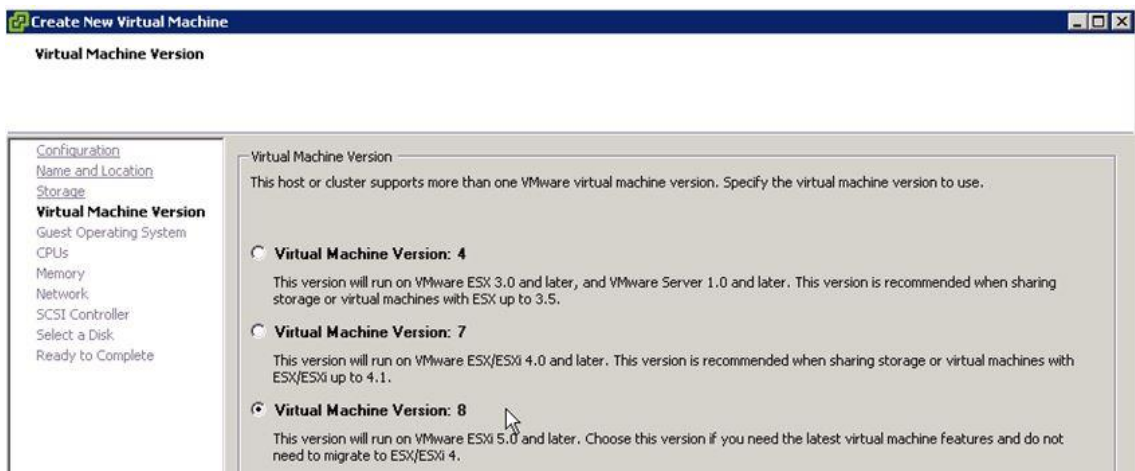 Create New Virtual Machine
Virtual Machine Version
Configuration
Name and Location
Storage
Virtual Machine Version
Guest Operating System
CPUs
Memory
Network
SCSI Controller
Select a Disk
Ready to Complete
Virtual Machine Version
This host or cluster supports more than one VMware virtual machine version. Specify the virtual machine version to use.
Virtual Machine Version: 4
This version will run on VMware ESX 3.0 and later, and VMware Server 1.0 and later. This version is recommended when sharing
storage or virtual machines with ESX up to 3.5.
Virtual Machine Version: 7
This version will run on VMware ESX/ESXi 4.0 and later. This version is recommended when sharing storage or virtual machines with
ESX/ESXi up to 4.1.
Virtual Machine Version: 8
This version will run on VMware ESXi 5.0 and later. Choose this version if you need the latest virtual machine features and do not
need to migrate to ESX/ESXi 4.